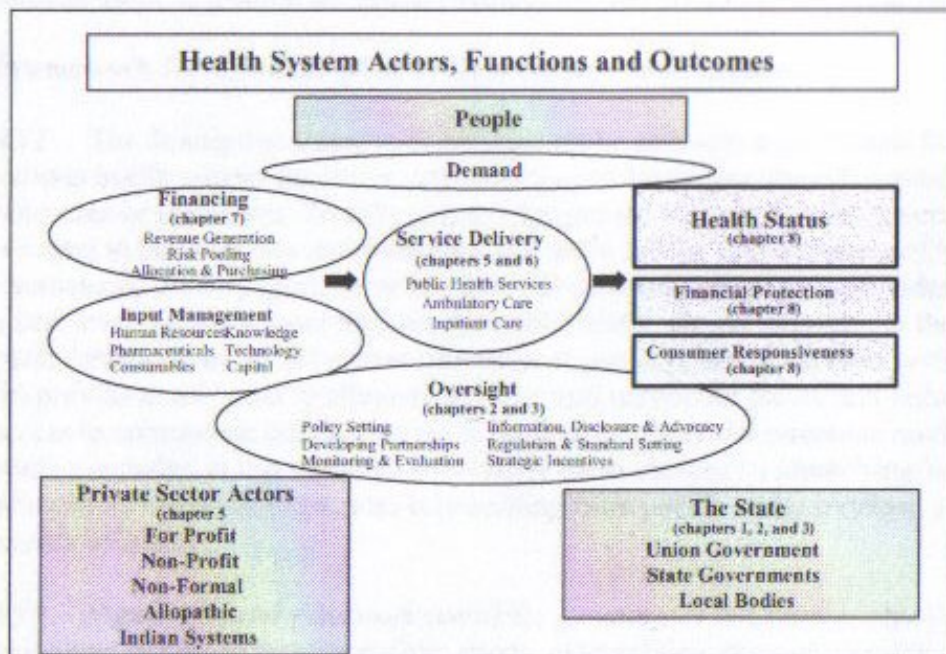 Health System Actors, Functions and Outcomes
People
Demand
Financing
(chapter 7)
Revenue Generation
Risk Pooling
Allocation & Purchasing
Service Delivery
(chapters 5 and 6)
Public Health Services
Ambulatory Care
Inpatient Care
Health Status
(chapter 8)
Financial Protection
(chapter 8)
Consumer Responsiveness
(chapter 8)
Input Management
Human Resources Knowledge
Pharmaceuticals Technology
Consumables Capital
Oversight
(chapters 2 and 3)
Policy Setting Information, Disclosure & Advocacy
Developing Partnerships Regulation & Standard Setting
Monitoring & Evaluation Strategic Incentives
Private Sector Actors
(chapter 5
For Profit
Non-Profit
Non-Formal
Allopathic
Indian Systems
The State
(chapters 1, 2, and 3)
Union Government
State Governments
Local Bodies